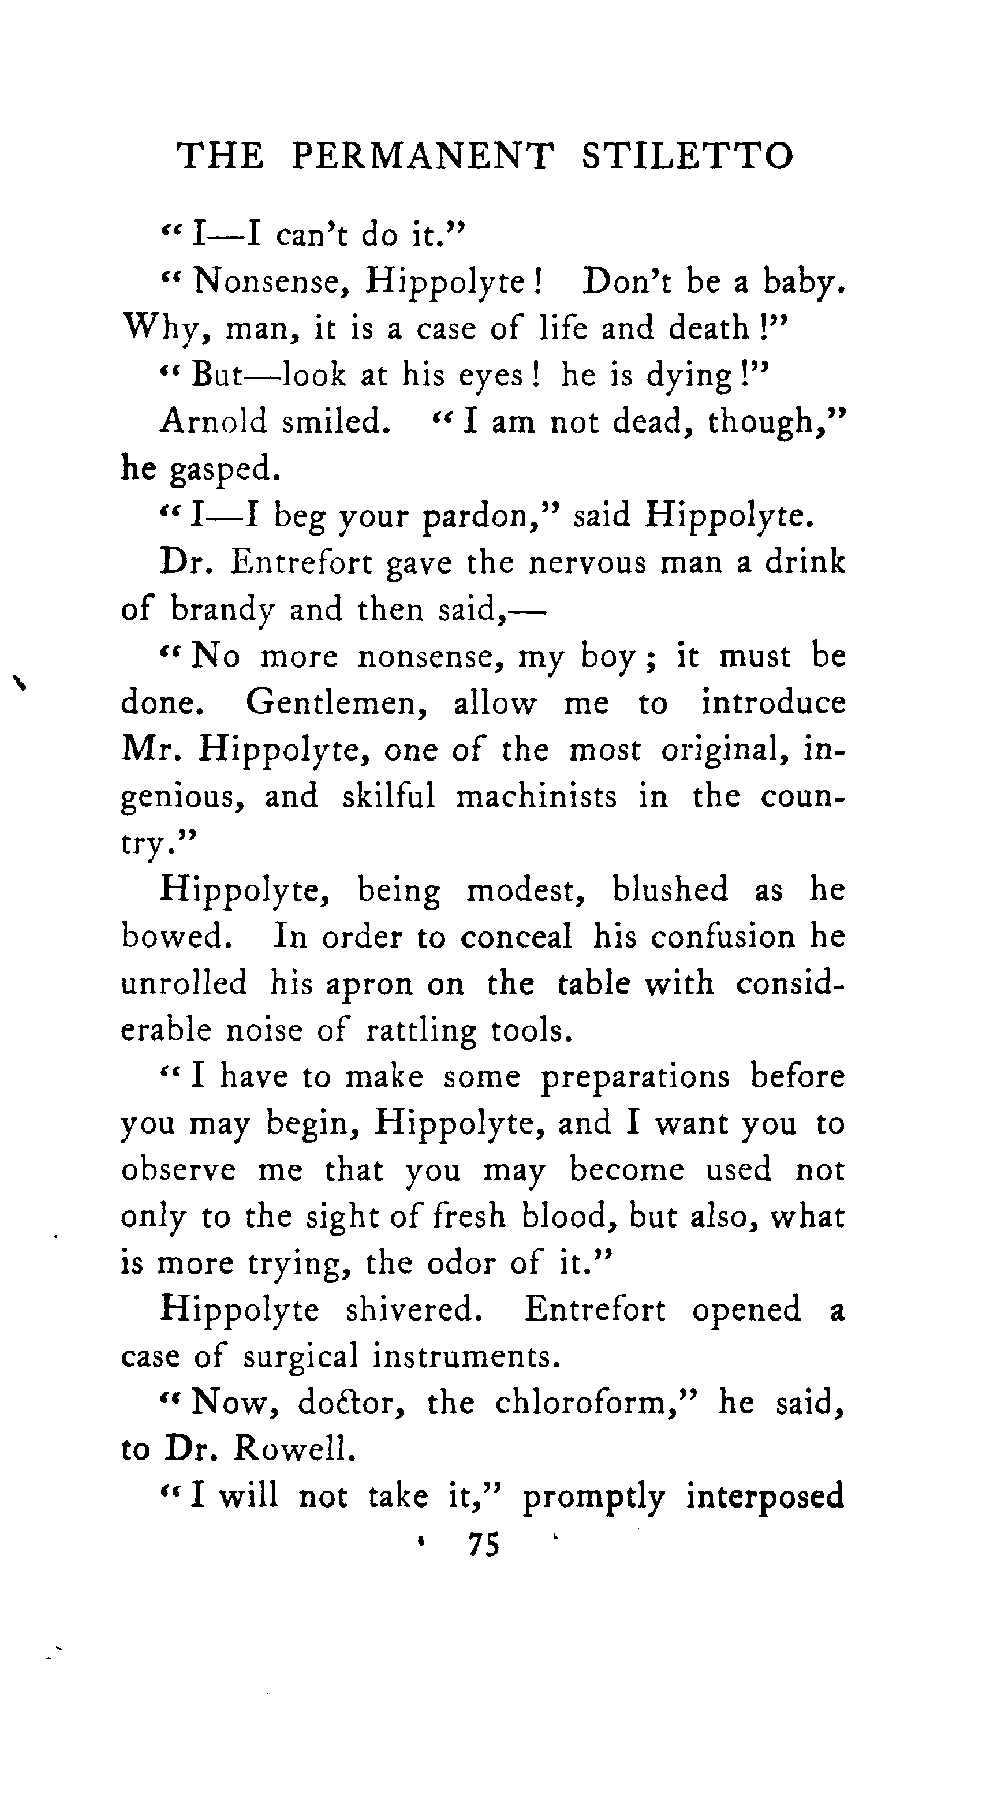 THE PERMANENT STILETTO
“ I—I can’t do it.”
“ Nonsense, Hippolyte ! Don’t be a baby.
Why, man, it is a case of life and death !”
“ But—look at his eyes ! he is dying !”
Arnold smiled. “ I am not dead, though,”
he gasped.
“ I—I beg your pardon,” said Hippolyte.
Dr. Entrefort gave the nervous man a drink
of brandy and then said,—
“ No more nonsense, my boy ; it must be
done. Gentlemen, allow me to introduce
Mr. Hippolyte, one of the most original, in-
genious, and skilful machinists in the coun-
try.”
Hippolyte, being modest, blushed as he
bowed. In order to conceal his confusion he
unrolled his apron on the table with consid-
erable noise of rattling tools.
“ I have to make some preparations before
you may begin, Hippolyte, and I want you to
observe me that you may become used not
only to the sight of fresh blood, but also, what
is more trying, the odor of it.”
Hippolyte shivered. Entrefort opened a
case of surgical instruments.
“ Now, doctor, the chloroform,” he said,
to Dr. Rowell.
“ I will not take it,” promptly interposed
75